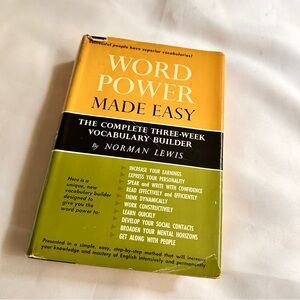 Successful people have superior vocabularies!
WORD
POWER
MADE EASY
THE COMPLETE THREE-WEEK
VOCABULARY BUILDER
By NORMAN LEWIS
Here is a
unique, new
vocabulary builder
designed to
give you the
word power to:
INCREASE YOUR EARNINGS
EXPRESS YOUR PERSONALITY
SPEAK and WRITE WITH CONFIDENCE
READ EFFECTIVELY and EFFICIENTLY
THINK DYNAMICALLY
WORK CONSTRUCTIVELY
LEARN QUICKLY
DEVELOP YOUR SOCIAL CONTACTS
BROADEN YOUR MENTAL HORIZONS
GET ALONG WITH PEOPLE
Presented in a simple, easy, step-by-step method that will increase
your knowledge and mastery of English intensively and permanently